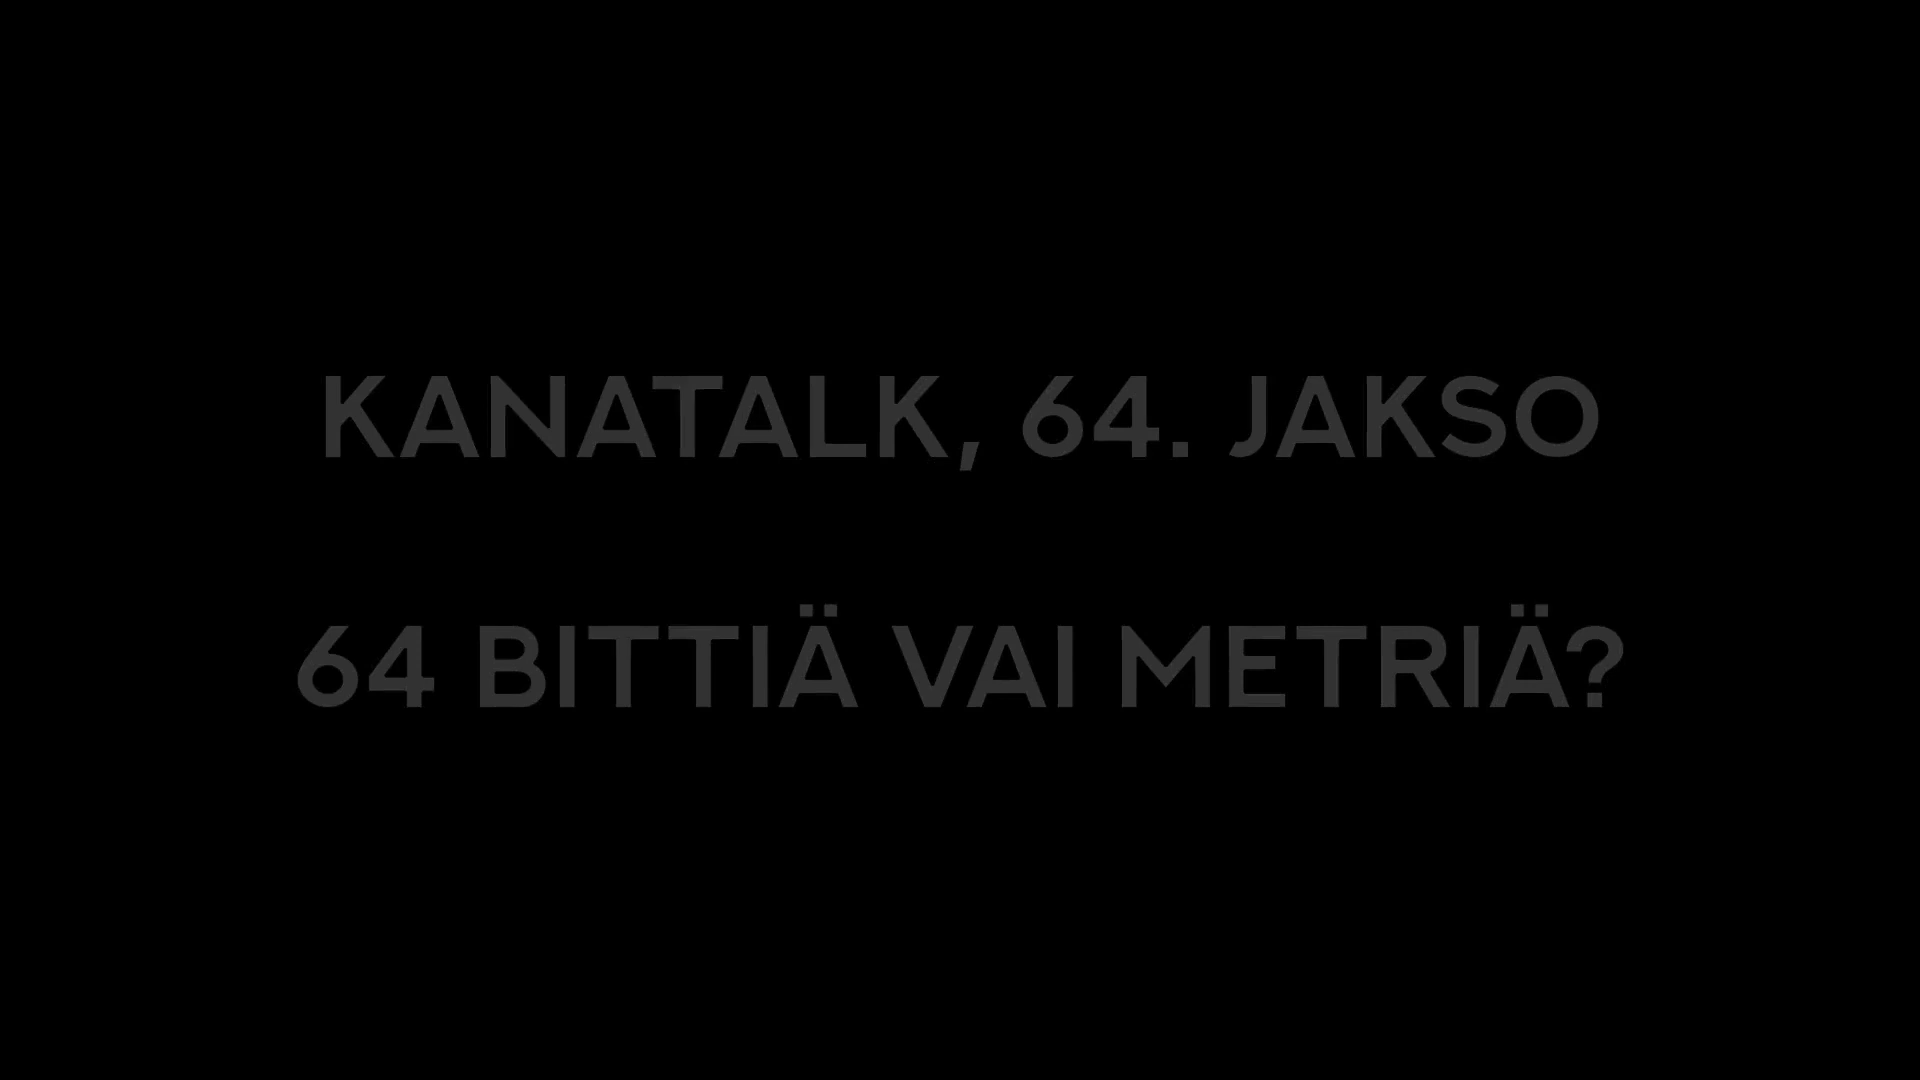 KANATALK, 64. JAKSO
64 BITTIÄ VAI METRIÄ?